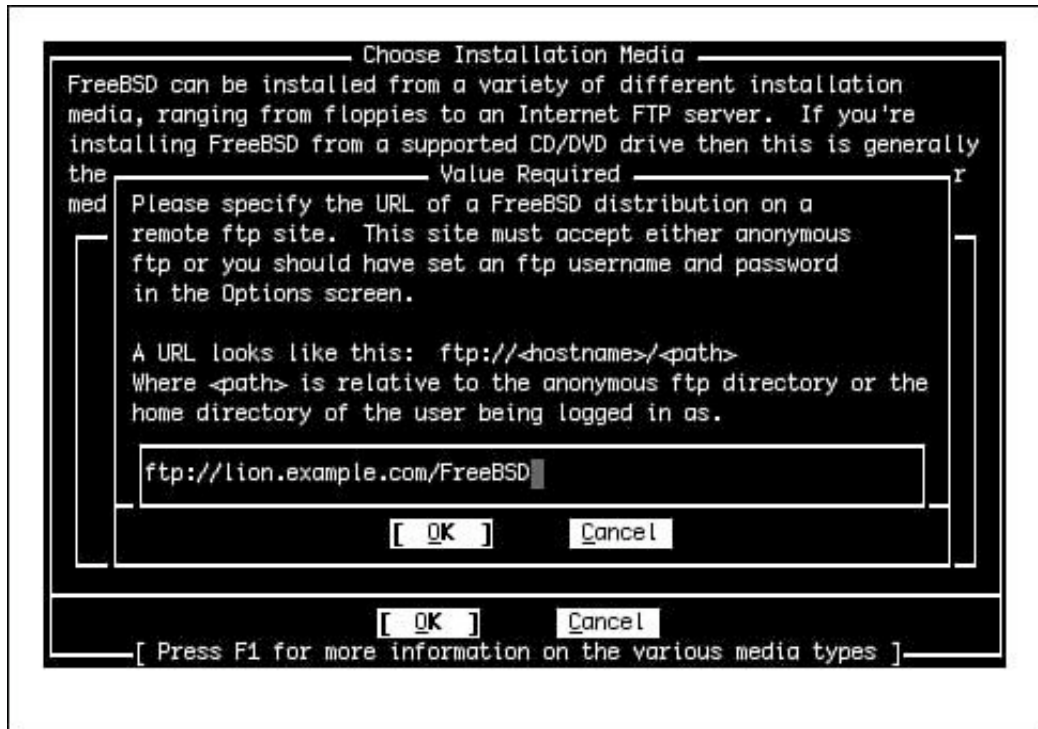 Choose Installation Media
FreeBSD can be installed from a variety of different installation
media, ranging from floppies to an Internet FTP server.  If you're
installing FreeBSD from a supported CD/DVD drive then this is generally
the Value Required r
med Please specify the URL of a FreeBSD distribution on a
remote ftp site.  This site must accept either anonymous
ftp or you should have set an ftp username and password
in the Options screen.
A URL looks like this:  ftp://<hostname>/<path>
Where <path> is relative to the anonymous ftp directory or the
home directory of the user being logged in as.
ftp://lion.example.com/FreeBSD
[ OK ] Cancel
[ OK ] Cancel
[ Press F1 for more information on the various media types ]